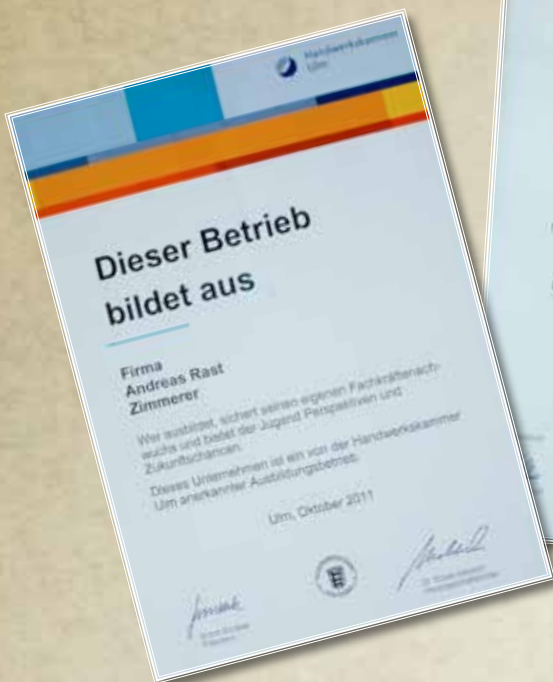 Handwerkskammer
Ulm
Dieser Betrieb
bildet aus
Firma
Andreas Rast
Zimmerer
Wer ausbildet, sichert seinen eigenen Fachkräftenach-
wuchs und bietet der Jugend Perspektiven und
Zukunftschancen.
Dieses Unternehmen ist ein von der Handwerkskammer
Ulm anerkannter Ausbildungsbetrieb.
Ulm, Oktober 2011